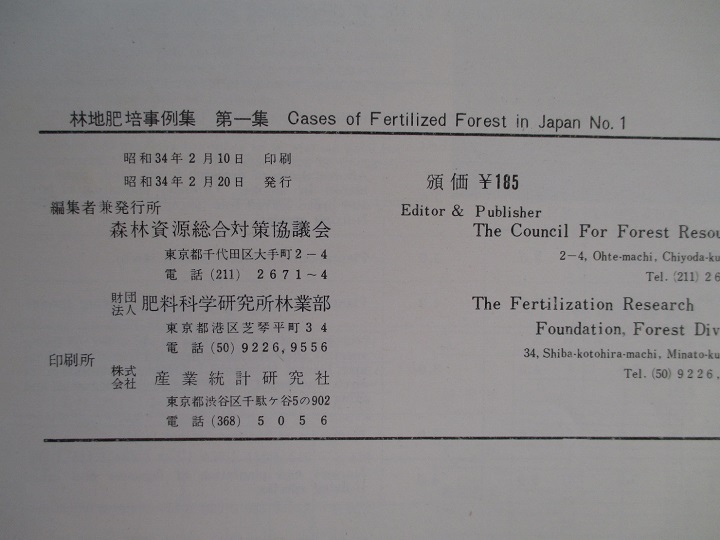 林地肥培事例集 第一集 Cases of Fertilized Forest in Japan No.1
昭和34年2月10日 印刷
昭和34年2月20日 発行
頒価 ¥185
編集者兼発行所
森林資源総合対策協議会
東京都千代田区大手町2-4
電話 (211) 2671~4
財団法人 肥料科学研究所林業部
東京都港区芝琴平町34
電話 (50) 9226,9556
印刷所
株式会社 産業統計研究社
東京都渋谷区千駄ケ谷5の902
電話 (368) 5056
Editor & Publisher
The Council For Forest Resou
2-4, Ohte-machi, Chiyoda-ku
Tel. (211) 26
The Fertilization Research
Foundation, Forest Div
34, Shiba-kotohira-machi, Minato-ku
Tel. (50) 9226,